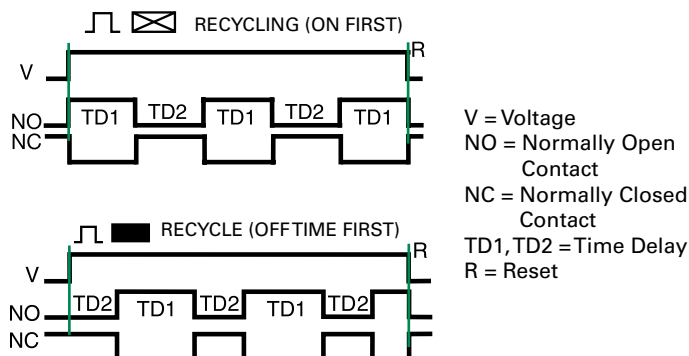 RECYCLING (ON FIRST)
R
V
NO
TD1 TD2 TD1 TD2 TD1
NC
V = Voltage
NO = Normally Open
Contact
NC = Normally Closed
Contact
TD1, TD2 = Time Delay
R = Reset
RECYCLE (OFF TIME FIRST)
R
V
TD2 TD1 TD2 TD1 TD2
NO
NC